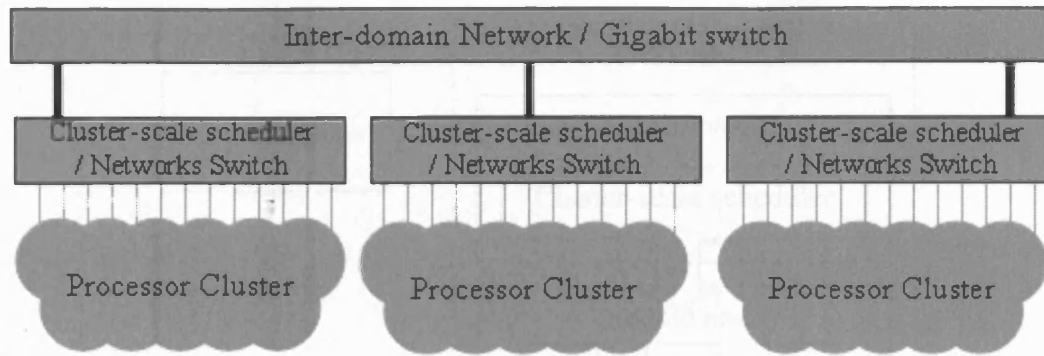 Inter-domain Network / Gigabit switch
Cluster-scale scheduler
/ Networks Switch
Cluster-scale scheduler
/ Networks Switch
Cluster-scale scheduler
/ Networks Switch
Processor Cluster
Processor Cluster
Processor Cluster